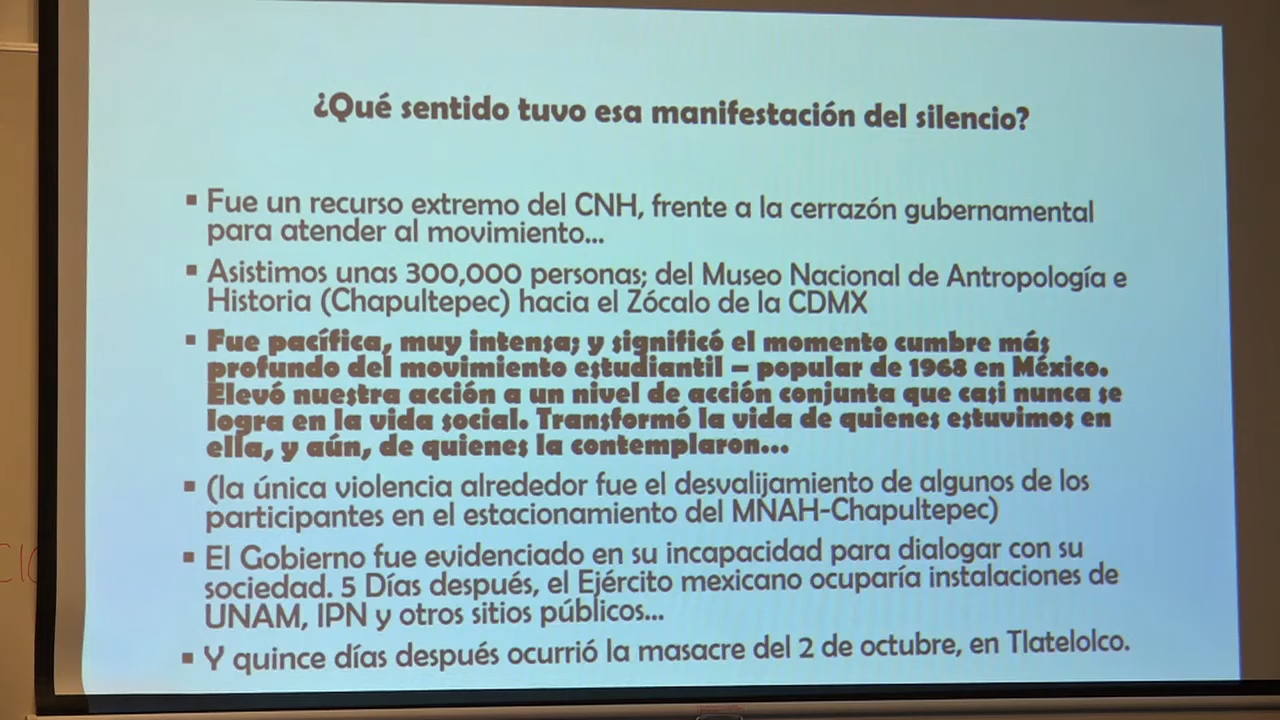 ¿Qué sentido tuvo esa manifestación del silencio?
▪ Fue un recurso extremo del CNH, frente a la cerrazón gubernamental
para atender al movimiento...
▪ Asistimos unas 300,000 personas; del Museo Nacional de Antropología e
Historia (Chapultepec) hacia el Zócalo de la CDMX
▪ Fue pacífica, muy intensa; y significó el momento cumbre más
profundo del movimiento estudiantil – popular de 1968 en México.
Elevó nuestra acción a un nivel de acción conjunta que casi nunca se
logra en la vida social. Transformó la vida de quienes estuvimos en
ella, y aún, de quienes la contemplaron...
▪ (la única violencia alrededor fue el desvalijamiento de algunos de los
participantes en el estacionamiento del MNAH-Chapultepec)
▪ El Gobierno fue evidenciado en su incapacidad para dialogar con su
sociedad. 5 Días después, el Ejército mexicano ocuparía instalaciones de
UNAM, IPN y otros sitios públicos...
▪ Y quince días después ocurrió la masacre del 2 de octubre, en Tlatelolco.